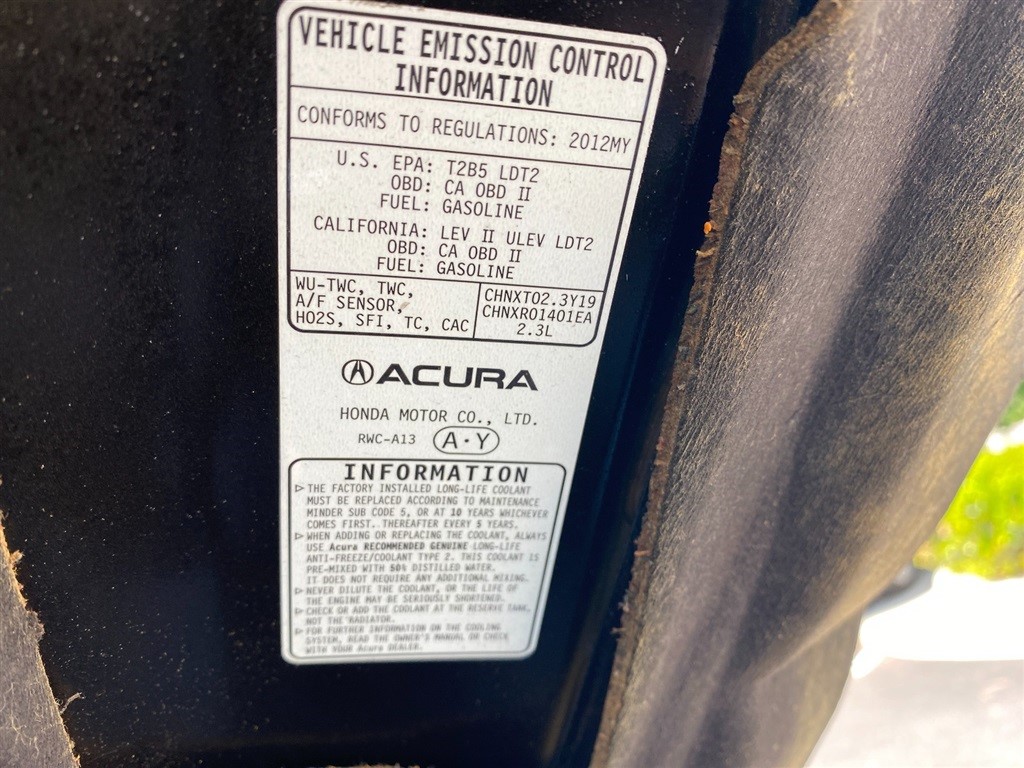 VEHICLE EMISSION CONTROL
INFORMATION
CONFORMS TO REGULATIONS: 2012MY
U.S. EPA: T2B5 LDT2
OBD: CA OBD II
FUEL: GASOLINE
CALIFORNIA: LEV II ULEV LDT2
OBD: CA OBD II
FUEL: GASOLINE
WU-TWC, TWC,
A/F SENSOR,
HO2S, SFI, TC, CAC
CHNXT02.3Y19
CHNXR01401EA
2.3L
ACURA
HONDA MOTOR CO., LTD.
RWC-A13 A·Y
INFORMATION
▷THE FACTORY INSTALLED LONG-LIFE COOLANT
MUST BE REPLACED ACCORDING TO MAINTENANCE
MINDER SUB CODE 5, OR AT 10 YEARS WHICHEVER
COMES FIRST. THEREAFTER EVERY 5 YEARS.
▷WHEN ADDING OR REPLACING THE COOLANT, ALWAYS
USE Acura RECOMMENDED GENUINE LONG-LIFE
ANTI-FREEZE/COOLANT TYPE 2. THIS COOLANT IS
PRE-MIXED WITH 50% DISTILLED WATER.
IT DOES NOT REQUIRE ANY ADDITIONAL MIXING.
▷NEVER DILUTE THE COOLANT, OR THE LIFE OF
THE ENGINE MAY BE SERIOUSLY SHORTENED.
▷CHECK OR ADD THE COOLANT AT THE RESERVE TANK,
NOT THE RADIATOR.
▷FOR FURTHER INFORMATION ON THE COOLING
SYSTEM, READ THE OWNER'S MANUAL OR CHECK
WITH YOUR Acura DEALER.